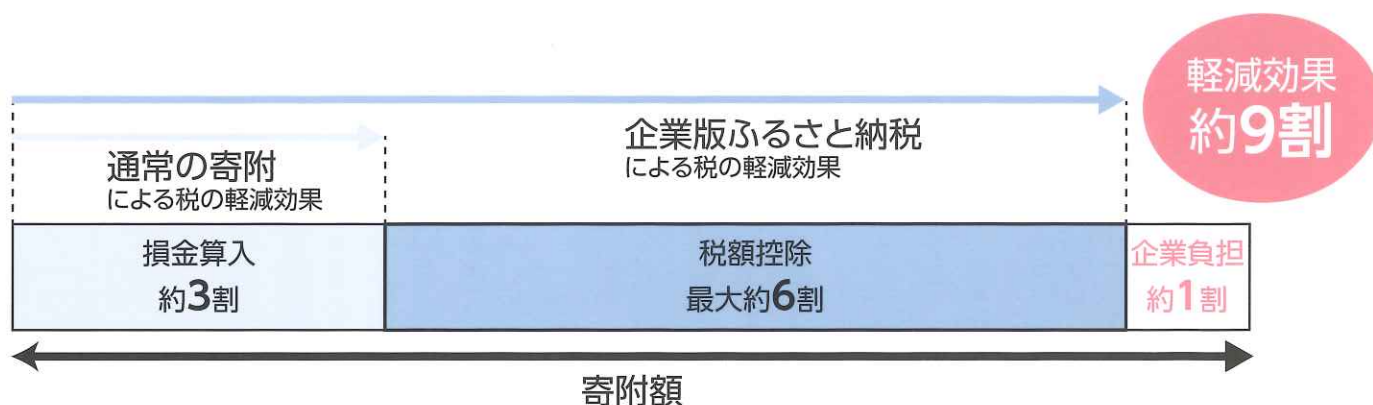 軽減効果
約9割
企業版ふるさと納税
による税の軽減効果
通常の寄附
による税の軽減効果
損金算入
約3割
税額控除
最大約6割
企業負担
約1割
寄附額